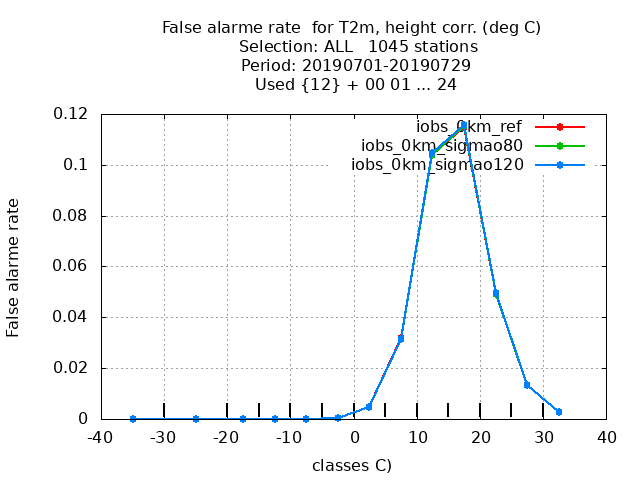 False alarme rate  for T2m, height corr. (deg C)
Selection: ALL   1045 stations
Period: 20190701-20190729
Used {12} + 00 01 ... 24
False alarme rate
0.12
0.1
0.08
0.06
0.04
0.02
0
iobs_0km_ref
iobs_0km_sigmao80
iobs_0km_sigmao120
-40 -30 -20 -10 0 10 20 30 40
classes C)